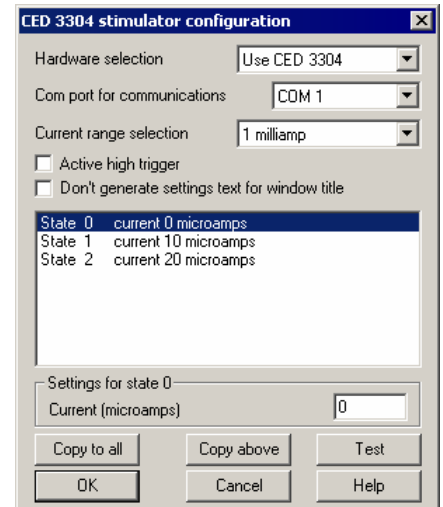 CED 3304 stimulator configuration
Hardware selection Use CED 3304
Com port for communications COM 1
Current range selection 1 milliamp
Active high trigger
Don't generate settings text for window title
State 0 current 0 microamps
State 1 current 10 microamps
State 2 current 20 microamps
Settings for state 0
Current (microamps) 0
Copy to all Copy above Test
OK Cancel Help